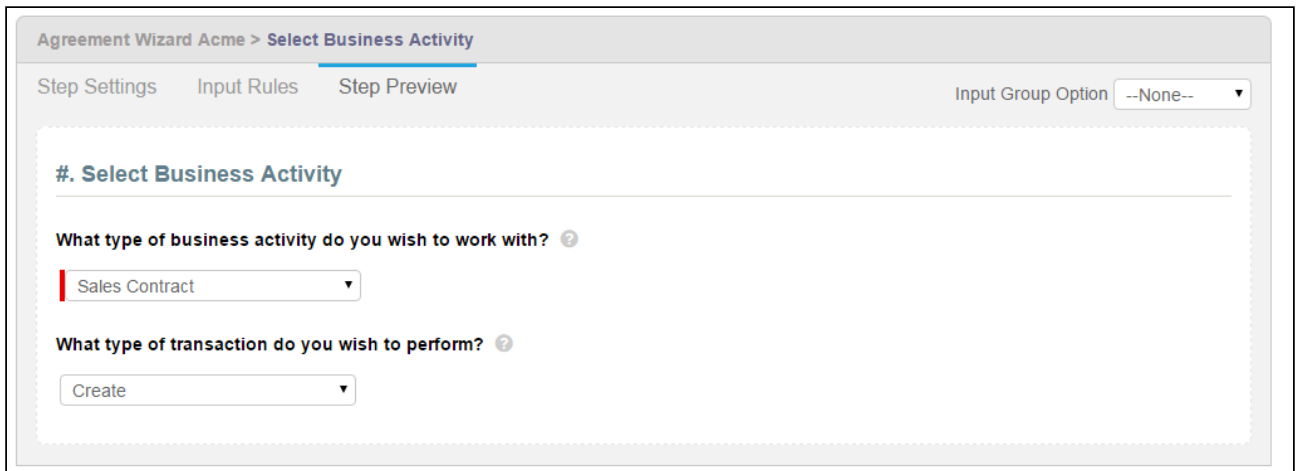 Agreement Wizard Acme > Select Business Activity
Step Settings Input Rules Step Preview Input Group Option --None--
#. Select Business Activity
What type of business activity do you wish to work with? ?
Sales Contract
What type of transaction do you wish to perform? ?
Create